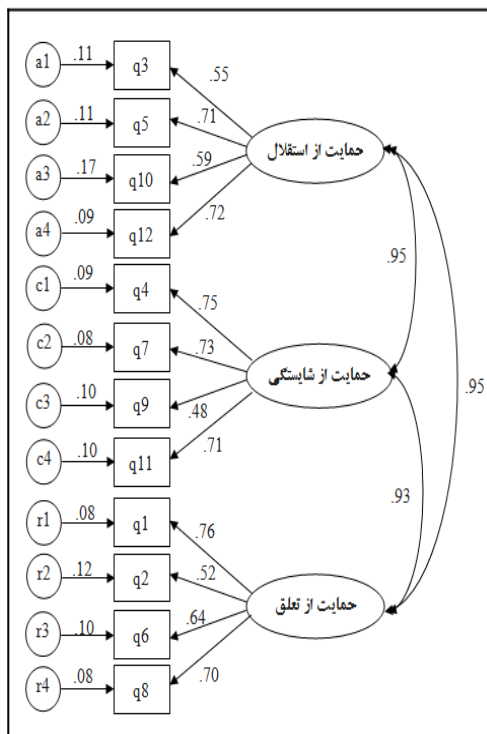 a1 .11 q3 .55
a2 .11 q5 .71
حمایت از استقلال
a3 .17 q10 .59
a4 .09 q12 .72
.95
c1 .09 q4 .75
c2 .08 q7 .73
حمایت از شایستگی
.95
c3 .10 q9 .48
c4 .10 q11 .71
.93
r1 .08 q1 .76
r2 .12 q2 .52
حمایت از تعلق
r3 .10 q6 .64
r4 .08 q8 .70